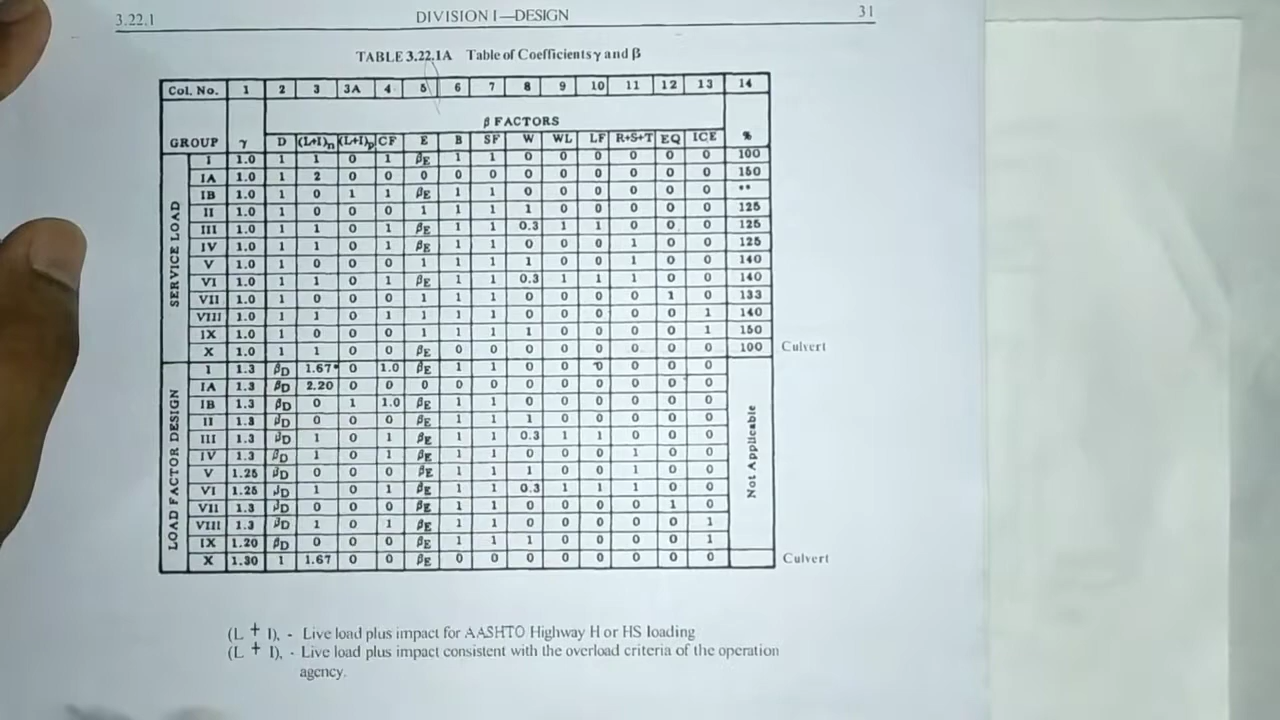 3.22.1 DIVISION I—DESIGN 31
TABLE 3.22.1A Table of Coefficients γ and β
Col. No. 1 2 3 3A 4 5 6 7 8 9 10 11 12 13 14
β FACTORS
GROUP γ D (L+I)n (L+I)p CF E B SF W WL LF R+S+T EQ ICE %
SERVICE LOAD
I 1.0 1 1 0 1 βE 1 1 0 0 0 0 0 0 100
IA 1.0 1 2 0 0 0 0 0 0 0 0 0 0 0 150
IB 1.0 1 0 1 1 βE 1 1 0 0 0 0 0 0 **
II 1.0 1 0 0 0 1 1 1 1 0 0 0 0 0 125
III 1.0 1 1 0 1 βE 1 1 0.3 1 1 0 0 0 125
IV 1.0 1 1 0 1 βE 1 1 0 0 0 1 0 0 125
V 1.0 1 0 0 0 1 1 1 1 0 0 1 0 0 140
VI 1.0 1 1 0 1 βE 1 1 0.3 1 1 1 0 0 140
VII 1.0 1 0 0 0 1 1 1 0 0 0 0 1 0 133
VIII 1.0 1 1 0 1 1 1 1 0 0 0 0 0 1 140
IX 1.0 1 0 0 0 1 1 1 1 0 0 0 0 1 150
X 1.0 1 1 0 0 βE 0 0 0 0 0 0 0 0 100 Culvert
LOAD FACTOR DESIGN
I 1.3 βD 1.67* 0 1.0 βE 1 1 0 0 0 0 0 0
IA 1.3 βD 2.20 0 0 0 0 0 0 0 0 0 0 0
IB 1.3 βD 0 1 1.0 βE 1 1 0 0 0 0 0 0
II 1.3 βD 0 0 0 βE 1 1 1 0 0 0 0 0
III 1.3 βD 1 0 1 βE 1 1 0.3 1 1 0 0 0
IV 1.3 βD 1 0 1 βE 1 1 0 0 0 1 0 0
V 1.25 βD 0 0 0 βE 1 1 1 0 0 1 0 0
VI 1.25 βD 1 0 1 βE 1 1 0.3 1 1 1 0 0
VII 1.3 βD 0 0 0 βE 1 1 0 0 0 0 1 0
VIII 1.3 βD 1 0 1 βE 1 1 0 0 0 0 0 1
IX 1.20 βD 0 0 0 βE 1 1 1 0 0 0 0 1
X 1.30 1 1.67 0 0 βE 0 0 0 0 0 0 0 0 Culvert
Not Applicable
(L + I), - Live load plus impact for AASHTO Highway H or HS loading
(L + I), - Live load plus impact consistent with the overload criteria of the operation
agency.